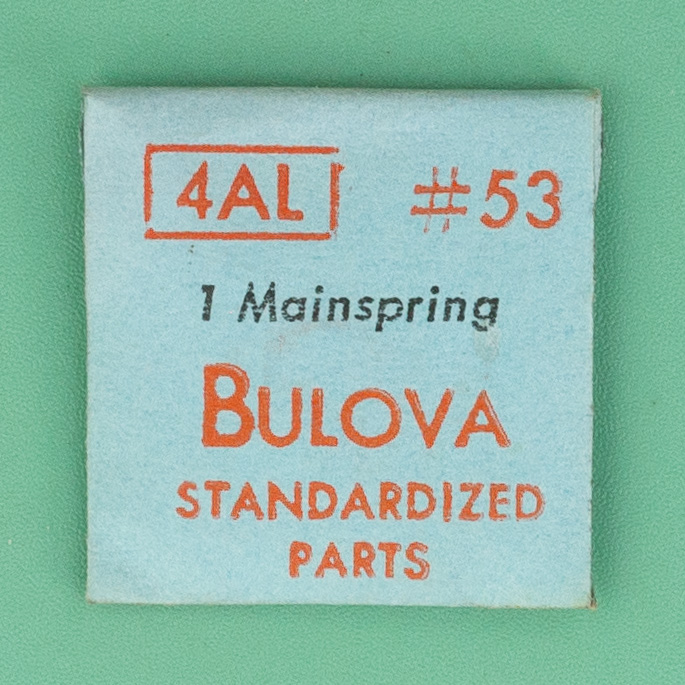 4AL #53
1 Mainspring
BULOVA
STANDARDIZED
PARTS